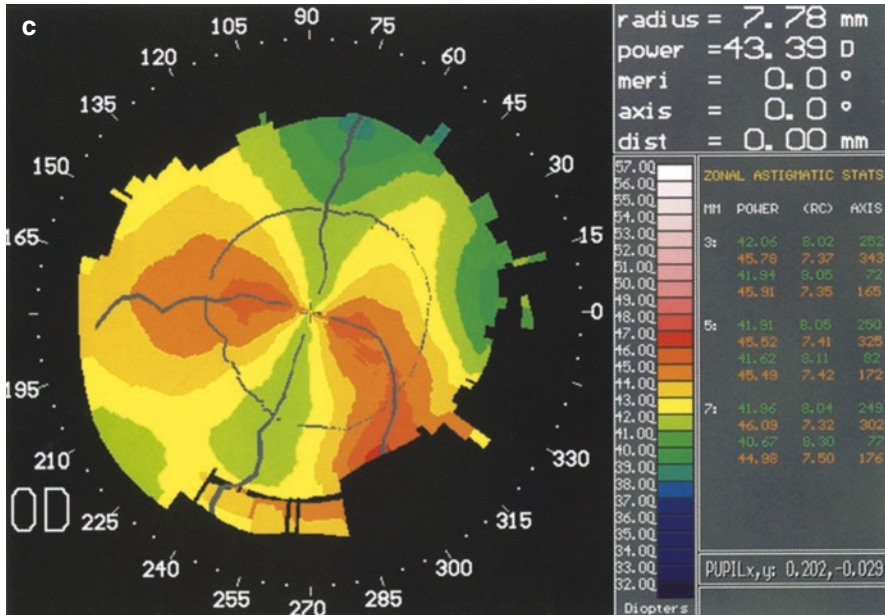 c
105
90
75
120
60
135
45
150
30
165
15
0
195
210
330
225
315
240
300
255
270
285
OD
radius = 7.78 mm
power =43.39 D
meri = 0.0 °
axis = 0.0 °
dist = 0.00 mm
57.00
56.00
55.00
54.00
53.00
52.00
51.00
50.00
49.00
48.00
47.00
46.00
45.00
44.00
43.00
42.00
41.00
40.00
39.00
38.00
37.00
36.00
35.00
34.00
33.00
32.00
Diopters
ZONAL ASTIGMATIC STATS
MM POWER (RC) AXIS
3: 42.06 8.02 252
45.78 7.37 343
41.94 8.05 72
45.91 7.35 165
5: 41.91 8.05 250
45.52 7.41 325
41.62 8.11 82
45.49 7.42 172
7: 41.96 8.04 249
46.09 7.32 302
40.67 8.30 77
44.98 7.50 176
PUPILx,y: 0.202,-0.029